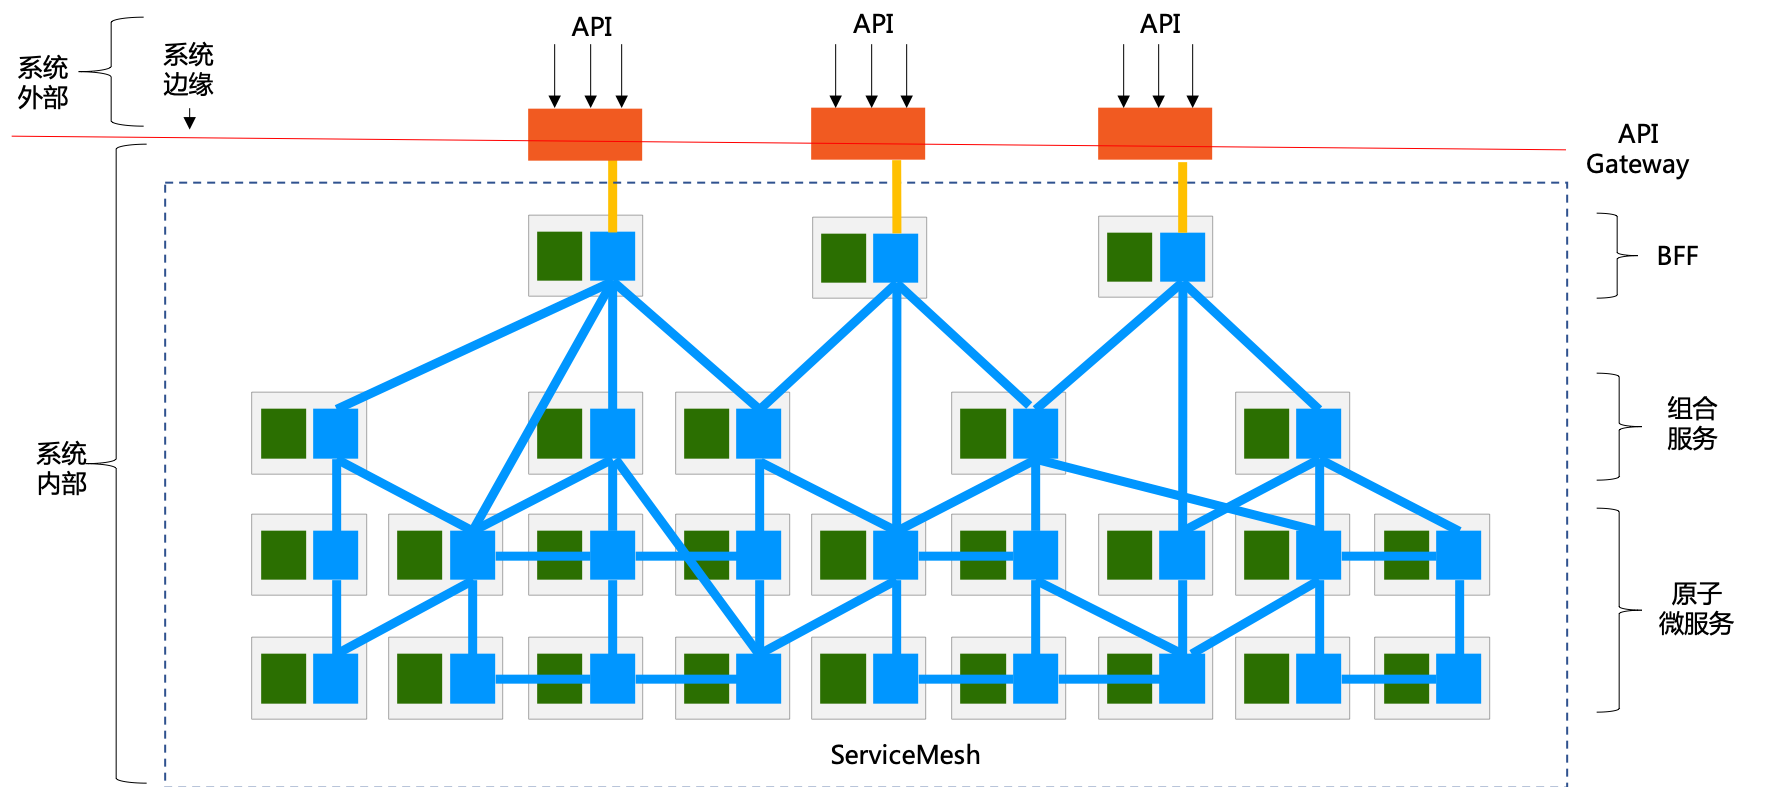 API
API
API
系统
外部
系统
边缘
API
Gateway
BFF
组合
服务
系统
内部
原子
微服务
ServiceMesh